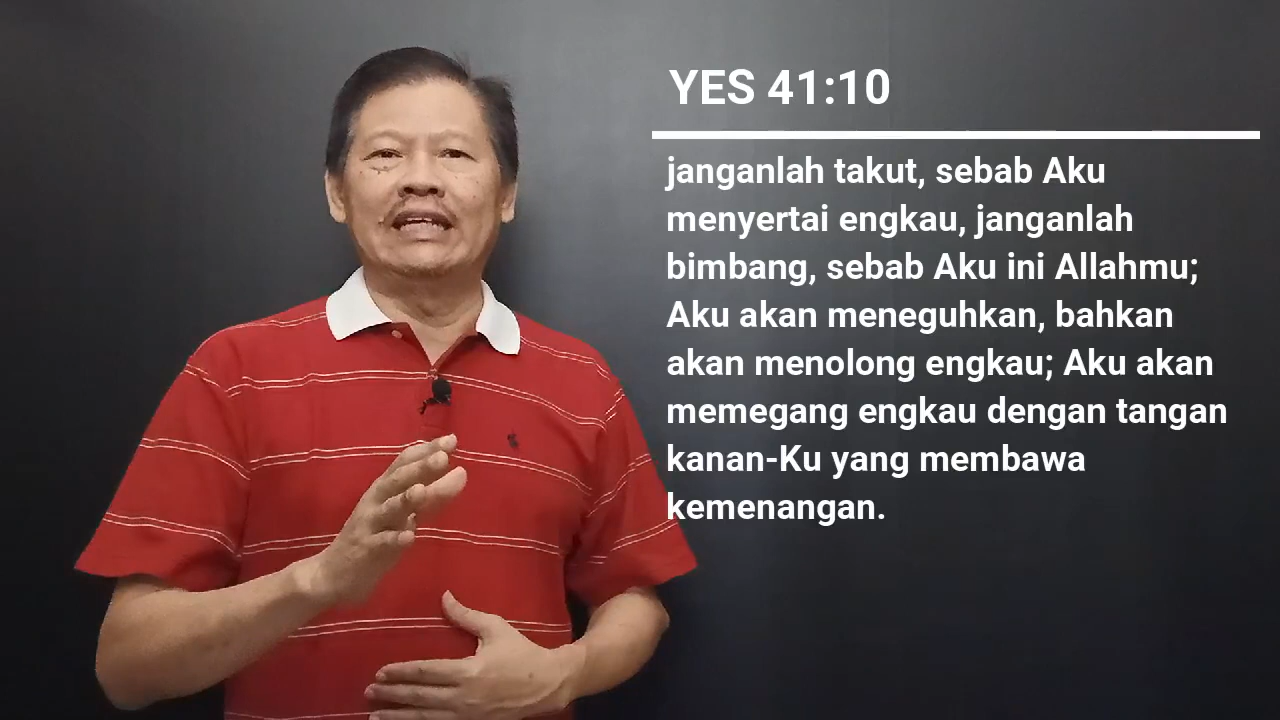 YES 41:10
janganlah takut, sebab Aku
menyertai engkau, janganlah
bimbang, sebab Aku ini Allahmu;
Aku akan meneguhkan, bahkan
akan menolong engkau; Aku akan
memegang engkau dengan tangan
kanan-Ku yang membawa
kemenangan.